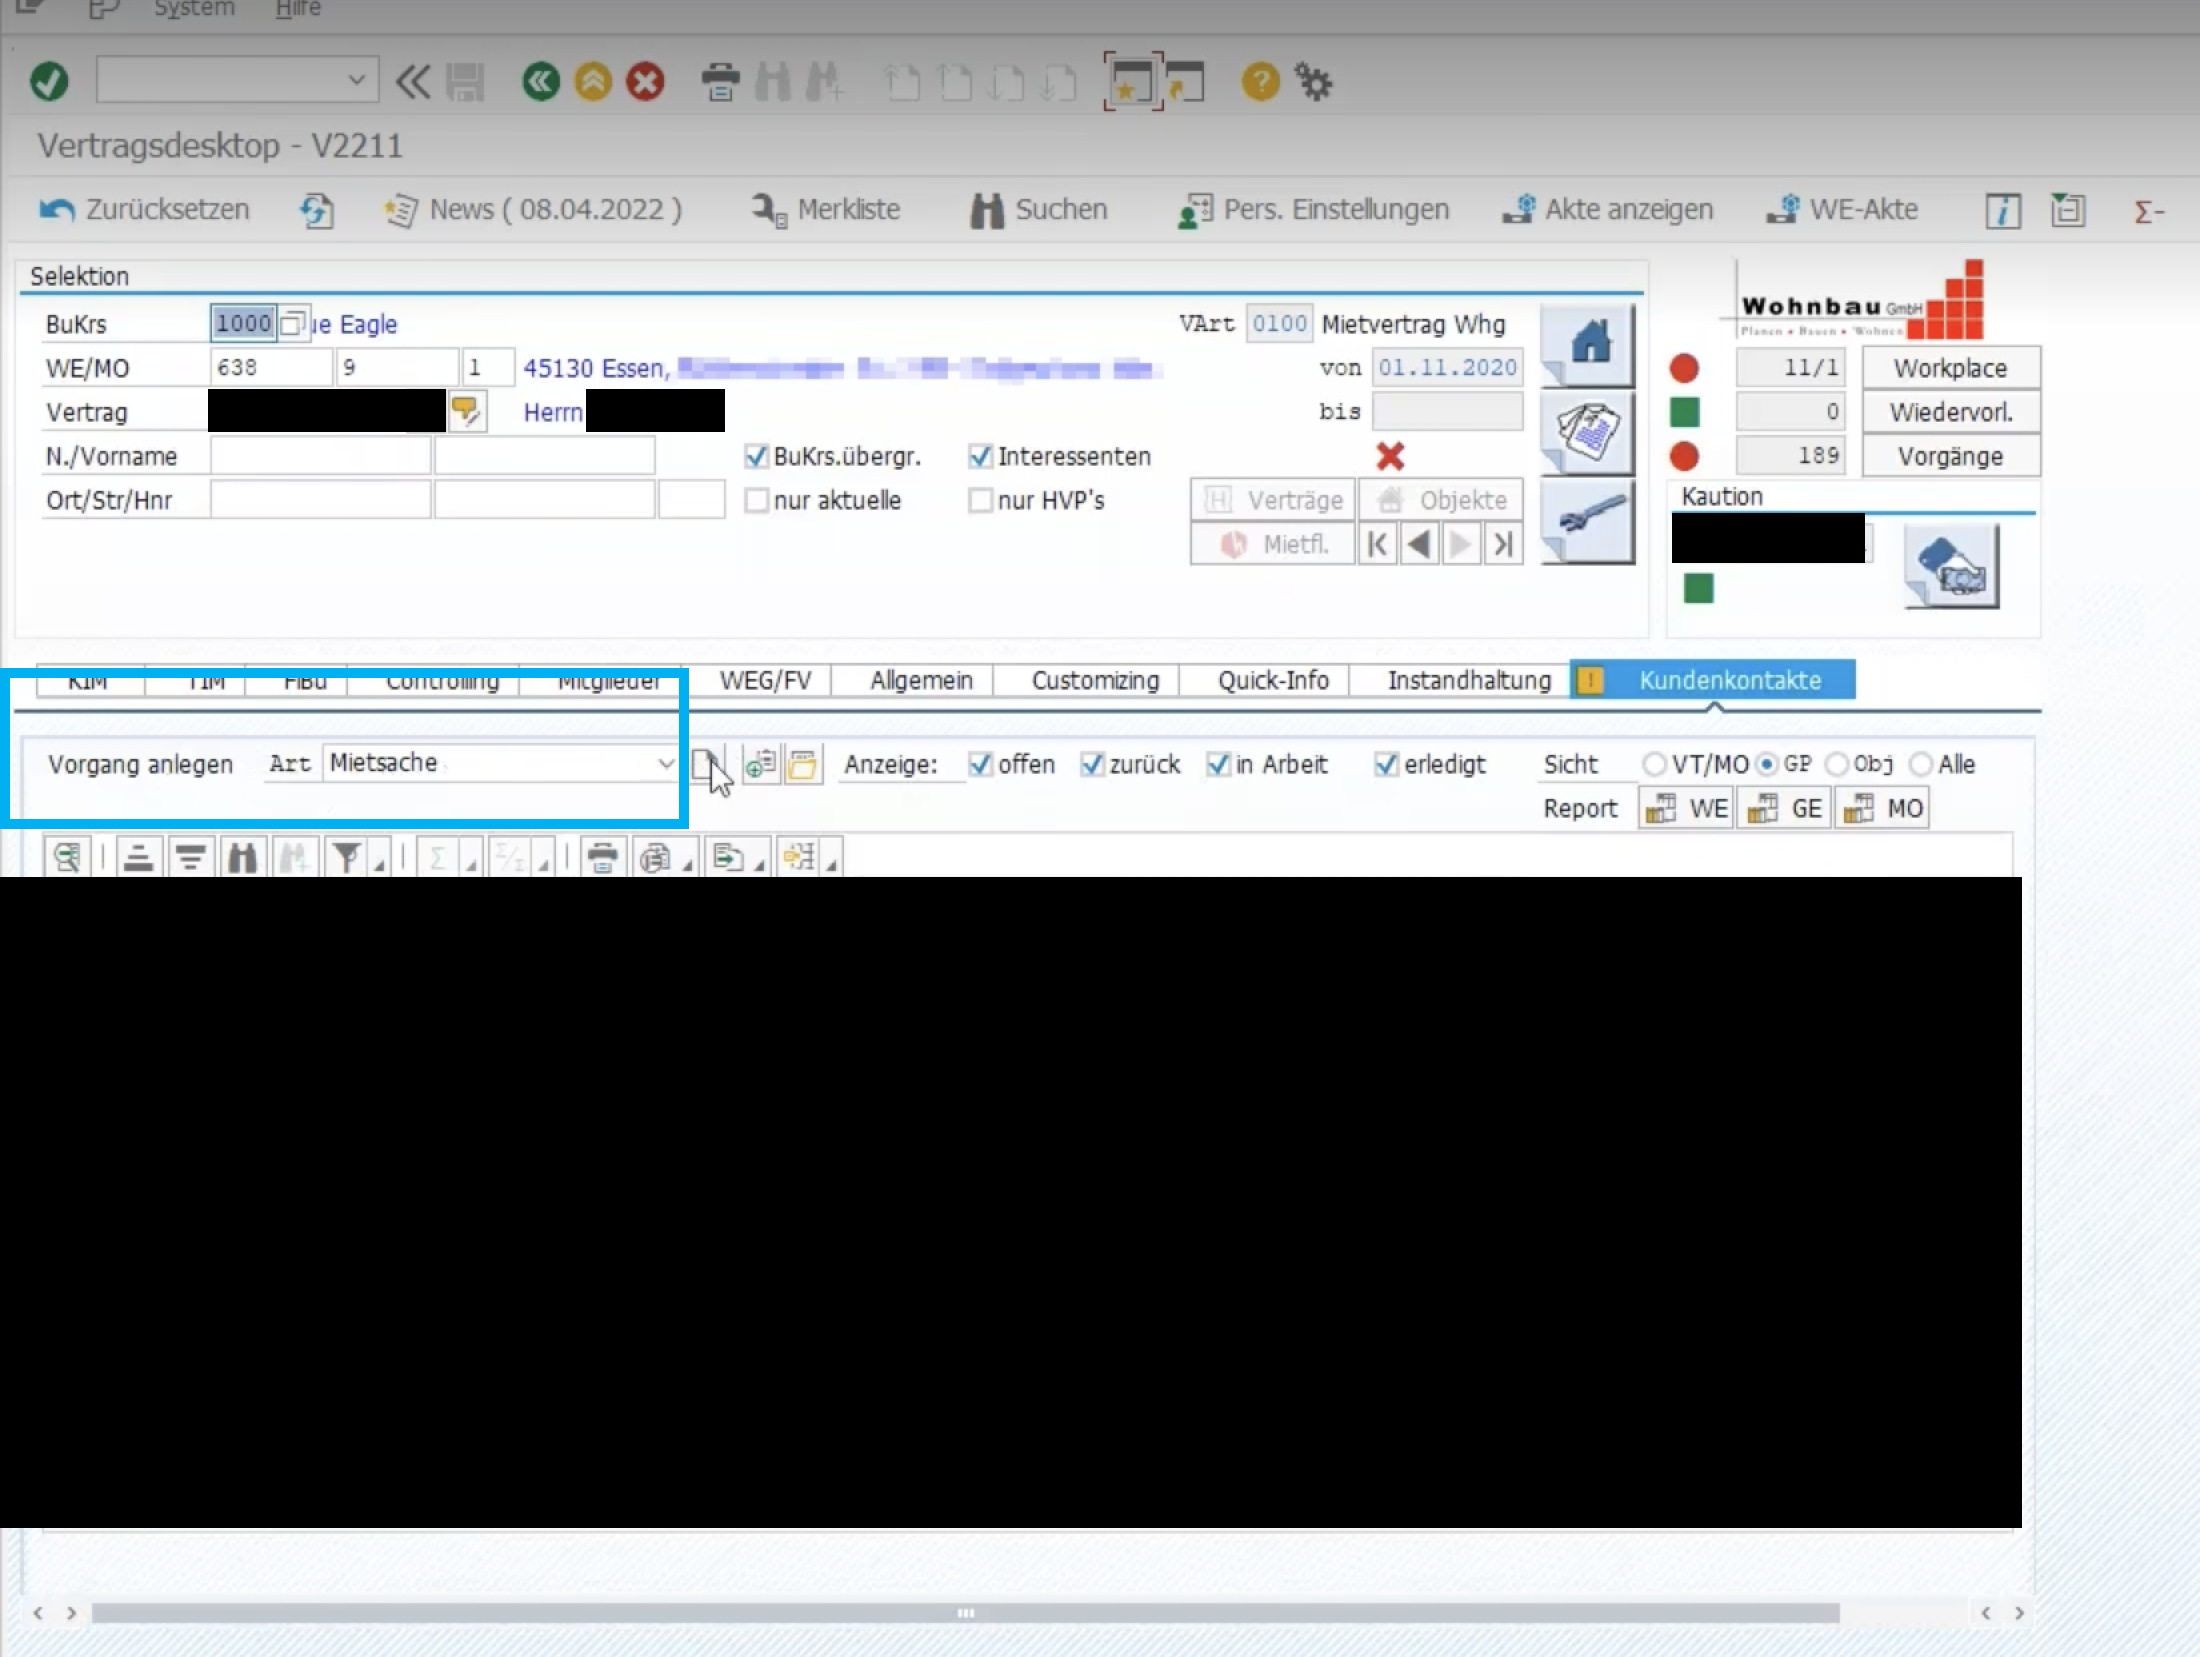 System Hilfe
Vertragsdesktop - V2211
Zurücksetzen News ( 08.04.2022 ) Merkliste Suchen Pers. Einstellungen Akte anzeigen WE-Akte Σ-
Selektion
BuKrs 1000 ue Eagle VArt 0100 Mietvertrag Whg
WE/MO 638 9 1 45130 Essen, von 01.11.2020
Vertrag Herrn bis
N./Vorname BuKrs.übergr. Interessenten
Ort/Str/Hnr nur aktuelle nur HVP's Verträge Objekte
Mietfl.
Wohnbau GmbH
Planen • Bauen • Wohnen
11/1 Workplace
0 Wiedervorl.
189 Vorgänge
Kaution
KIM TIM FiBu Controlling Mitglieder WEG/FV Allgemein Customizing Quick-Info Instandhaltung Kundenkontakte
Vorgang anlegen Art Mietsache Anzeige: offen zurück in Arbeit erledigt Sicht VT/MO GP Obj Alle
Report WE GE MO